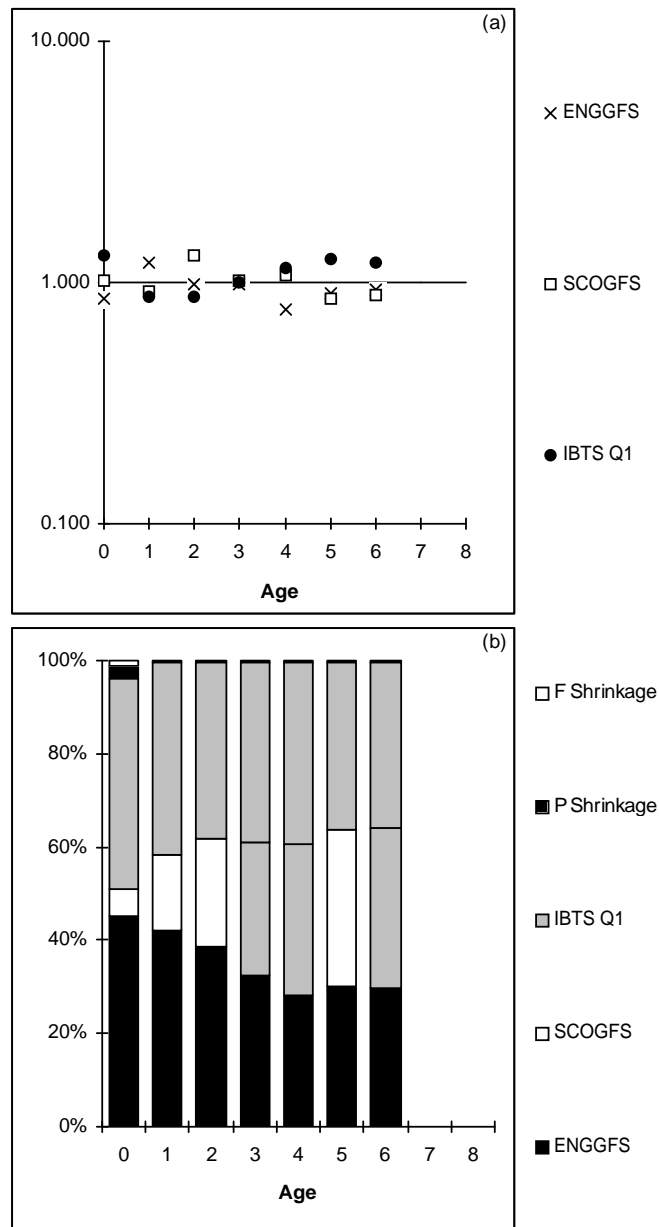 (a)
10.000
1.000
0.100
0 1 2 3 4 5 6 7 8
Age
ENGGFS
SCOGFS
IBTS Q1
(b)
100%
80%
60%
40%
20%
0%
0 1 2 3 4 5 6 7 8
Age
F Shrinkage
P Shrinkage
IBTS Q1
SCOGFS
ENGGFS